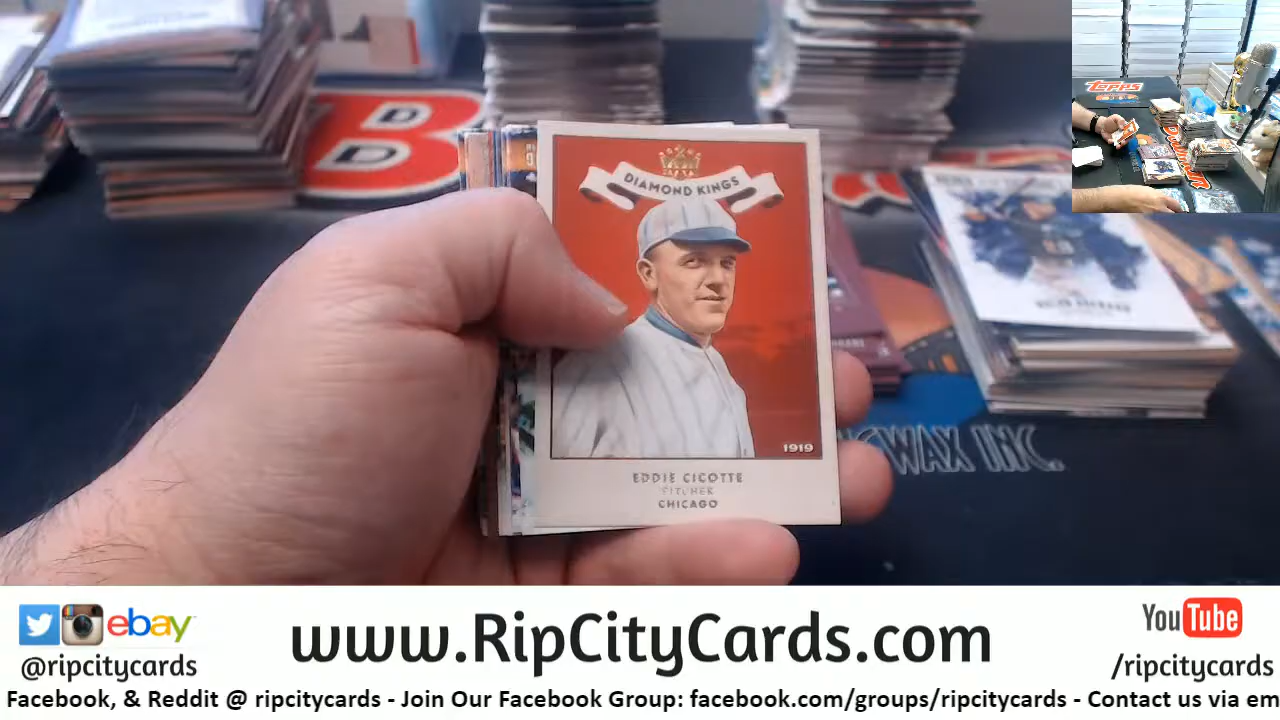 DIAMOND KINGS
1919
EDDIE CICOTTE
PITCHER
CHICAGO
WAX INC.
Topps
ebay
@ripcitycards
www.RipCityCards.com
YouTube
/ripcitycards
Facebook, & Reddit @ ripcitycards - Join Our Facebook Group: facebook.com/groups/ripcitycards - Contact us via em